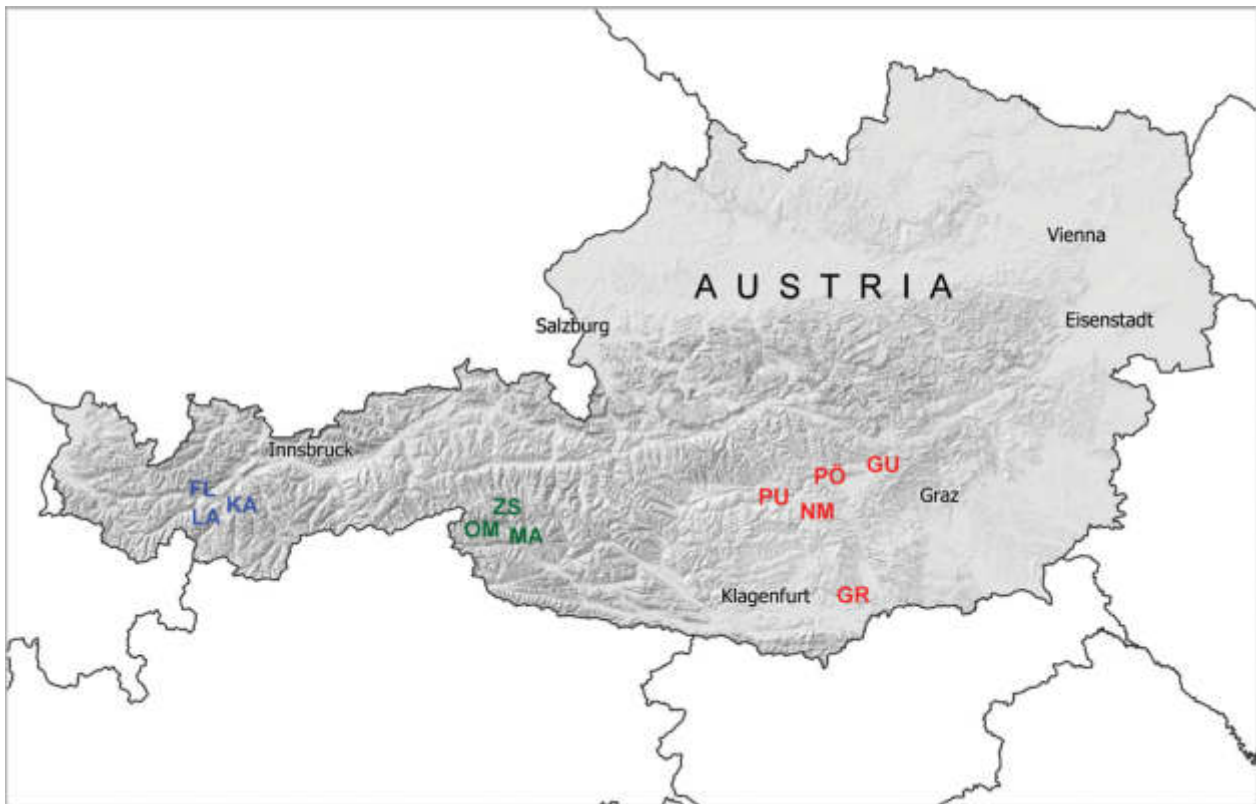 Vienna
A U S T R I A
Salzburg
Eisenstadt
Innsbruck
PÖ
GU
FL
KA
LA
PU
NM
Graz
ZS
OM
MA
Klagenfurt
GR